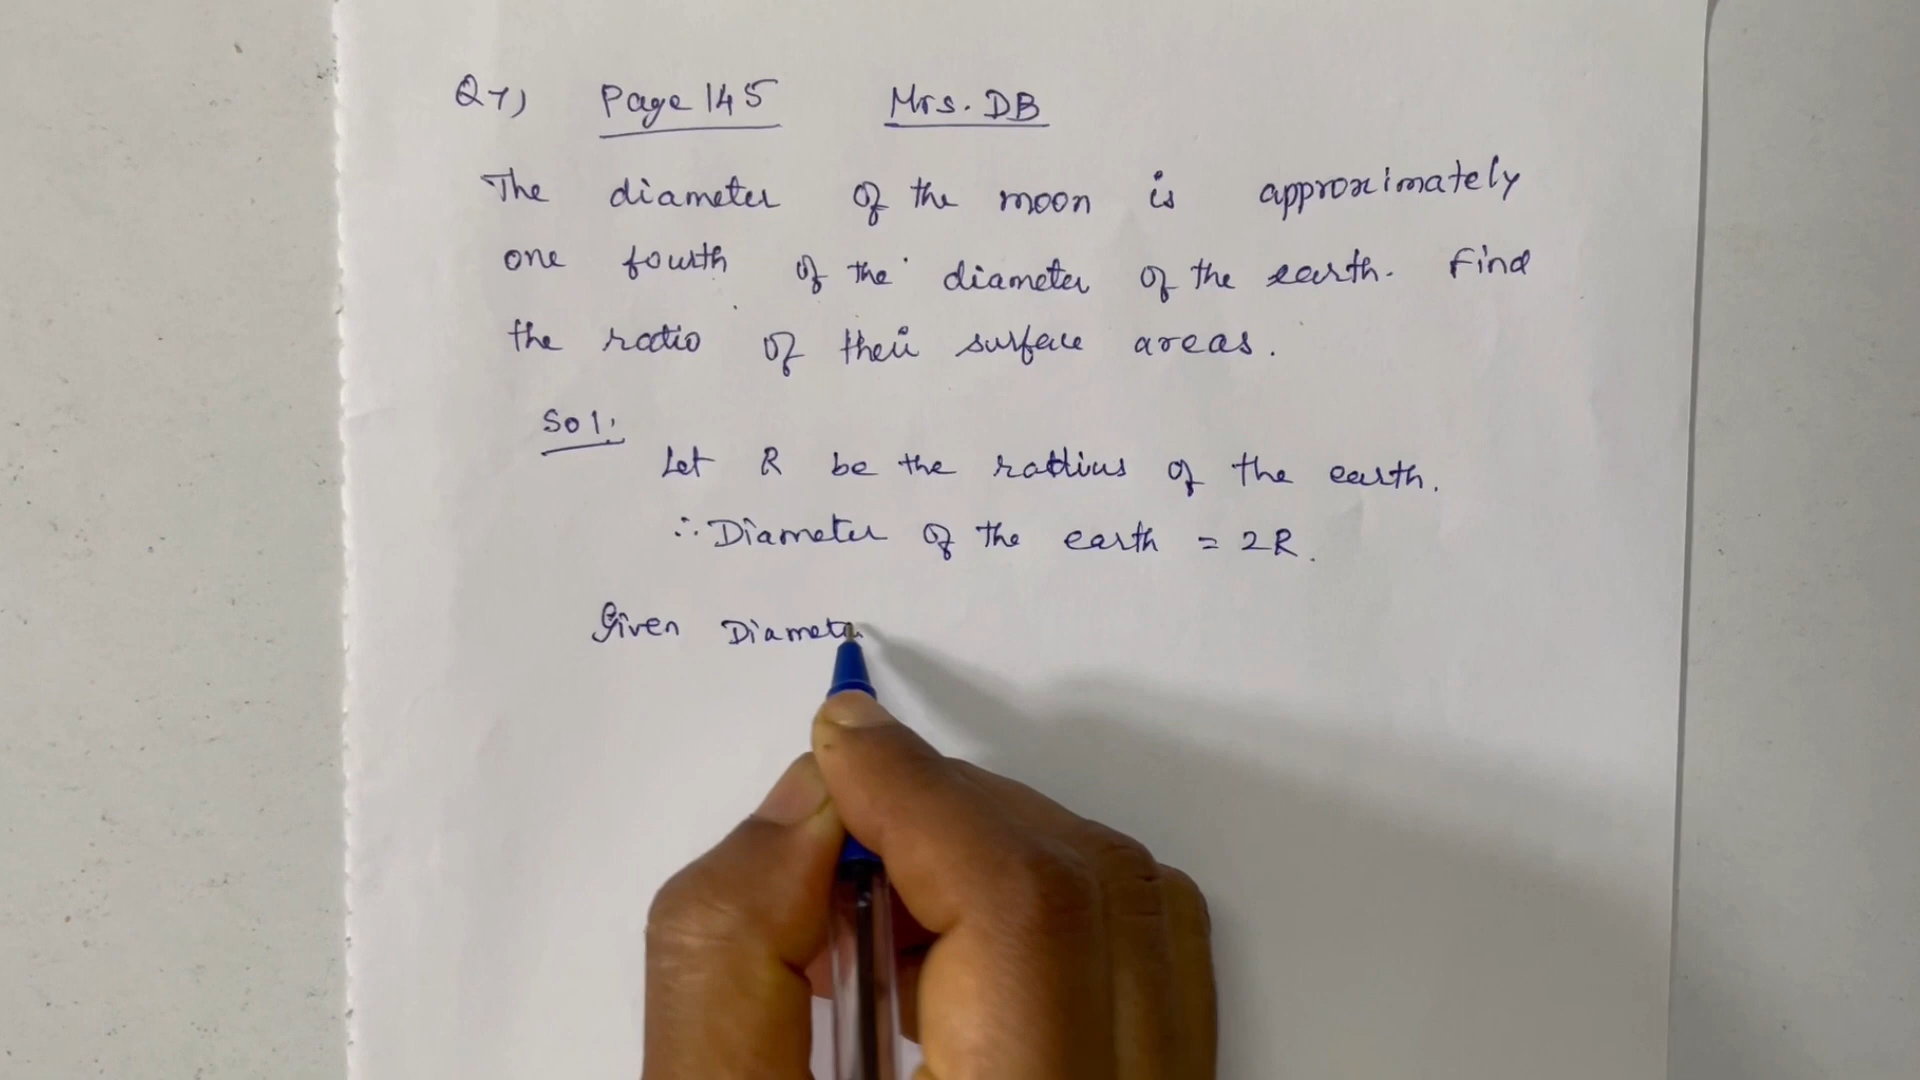 Q7) Page 145 Mrs. DB
The diameter of the moon is approximately
one fourth of the diameter of the earth. Find
the ratio of their surface areas.
Sol:
Let R be the radius of the earth.
∴ Diameter of the earth = 2R.
Given Diamete